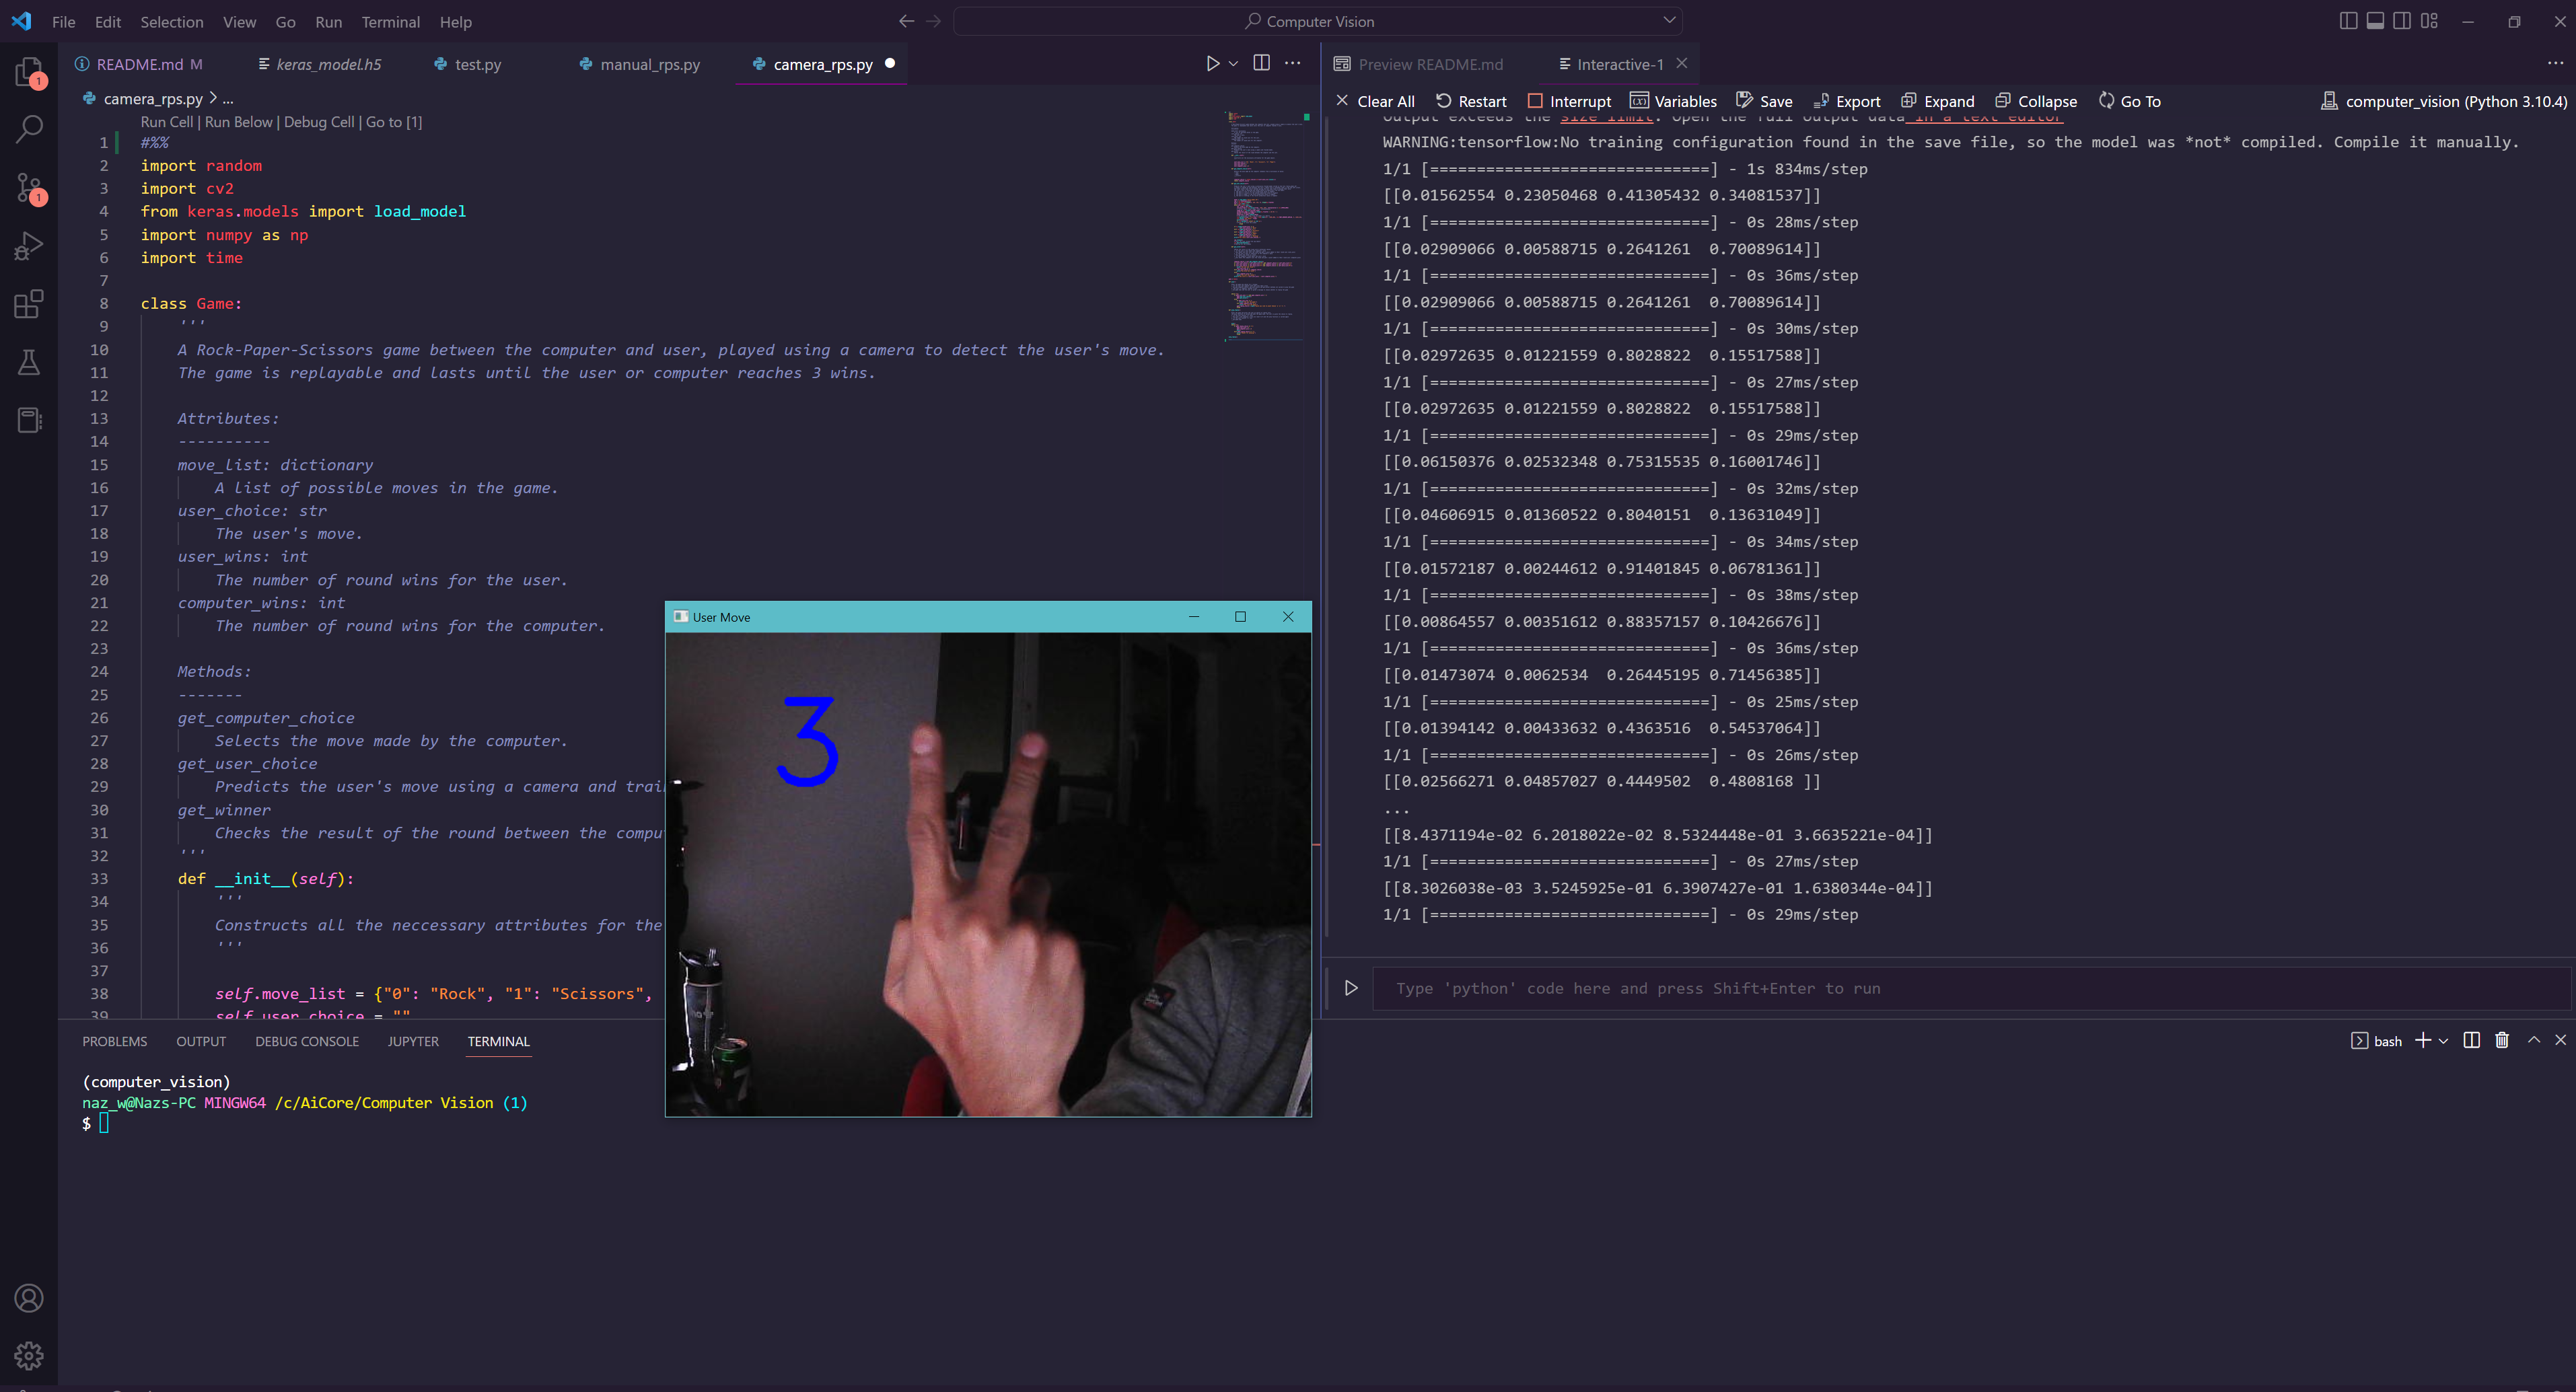 File Edit Selection View Go Run Terminal Help
Computer Vision
README.md M keras_model.h5 test.py manual_rps.py camera_rps.py
camera_rps.py > ...
Run Cell | Run Below | Debug Cell | Go to [1]
1 #%%
2 import random
3 import cv2
4 from keras.models import load_model
5 import numpy as np
6 import time
7
8 class Game:
9 '''
10 A Rock-Paper-Scissors game between the computer and user, played using a camera to detect the user's move.
11 The game is replayable and lasts until the user or computer reaches 3 wins.
12
13 Attributes:
14 ----------
15 move_list: dictionary
16 A list of possible moves in the game.
17 user_choice: str
18 The user's move.
19 user_wins: int
20 The number of round wins for the user.
21 computer_wins: int
22 The number of round wins for the computer.
23
24 Methods:
25 -------
26 get_computer_choice
27 Selects the move made by the computer.
28 get_user_choice
29 Predicts the user's move using a camera and trai
30 get_winner
31 Checks the result of the round between the compu
32 '''
33 def __init__(self):
34 '''
35 Constructs all the neccessary attributes for the
36 '''
37
38 self.move_list = {"0": "Rock", "1": "Scissors",
39 self.user_choice = ""
User Move
3
Preview README.md Interactive-1
Clear All Restart Interrupt Variables Save Export Expand Collapse Go To computer_vision (Python 3.10.4)
Output exceeds the size limit. Open the full output data in a text editor
WARNING:tensorflow:No training configuration found in the save file, so the model was *not* compiled. Compile it manually.
1/1 [==============================] - 1s 834ms/step
[[0.01562554 0.23050468 0.41305432 0.34081537]]
1/1 [==============================] - 0s 28ms/step
[[0.02909066 0.00588715 0.2641261  0.70089614]]
1/1 [==============================] - 0s 36ms/step
[[0.02909066 0.00588715 0.2641261  0.70089614]]
1/1 [==============================] - 0s 30ms/step
[[0.02972635 0.01221559 0.8028822  0.15517588]]
1/1 [==============================] - 0s 27ms/step
[[0.02972635 0.01221559 0.8028822  0.15517588]]
1/1 [==============================] - 0s 29ms/step
[[0.06150376 0.02532348 0.75315535 0.16001746]]
1/1 [==============================] - 0s 32ms/step
[[0.04606915 0.01360522 0.8040151  0.13631049]]
1/1 [==============================] - 0s 34ms/step
[[0.01572187 0.00244612 0.91401845 0.06781361]]
1/1 [==============================] - 0s 38ms/step
[[0.00864557 0.00351612 0.88357157 0.10426676]]
1/1 [==============================] - 0s 36ms/step
[[0.01473074 0.0062534  0.26445195 0.71456385]]
1/1 [==============================] - 0s 25ms/step
[[0.01394142 0.00433632 0.4363516  0.54537064]]
1/1 [==============================] - 0s 26ms/step
[[0.02566271 0.04857027 0.4449502  0.4808168 ]]
...
[[8.4371194e-02 6.2018022e-02 8.5324448e-01 3.6635221e-04]]
1/1 [==============================] - 0s 27ms/step
[[8.3026038e-03 3.5245925e-01 6.3907427e-01 1.6380344e-04]]
1/1 [==============================] - 0s 29ms/step
Type 'python' code here and press Shift+Enter to run
PROBLEMS OUTPUT DEBUG CONSOLE JUPYTER TERMINAL
bash
(computer_vision)
naz_w@Nazs-PC MINGW64 /c/AiCore/Computer Vision (1)
$